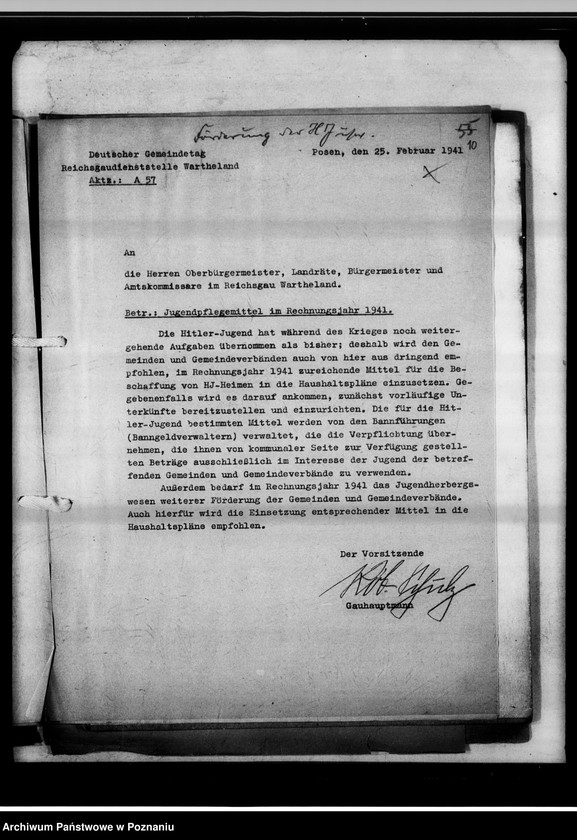 Förderung der HJ usw.
55
10
Deutscher Gemeindetag
Posen, den 25. Februar 1941
Reichsgaudienststelle Wartheland
Aktz.: A 57
An
die Herren Oberbürgermeister, Landräte, Bürgermeister und
Amtskommissare im Reichsgau Wartheland.
Betr.: Jugendpflegemittel im Rechnungsjahr 1941.
Die Hitler-Jugend hat während des Krieges noch weiter-
gehende Aufgaben übernommen als bisher; deshalb wird den Ge-
meinden und Gemeindeverbänden auch von hier aus dringend em-
pfohlen, im Rechnungsjahr 1941 zureichende Mittel für die Be-
schaffung von HJ-Heimen in die Haushaltspläne einzusetzen. Ge-
gebenenfalls wird es darauf ankommen, zunächst vorläufige Un-
terkünfte bereitzustellen und einzurichten. Die für die Hit-
ler-Jugend bestimmten Mittel werden von den Bannführungen
(Banngeldverwaltern) verwaltet, die die Verpflichtung über-
nehmen, die ihnen von kommunaler Seite zur Verfügung gestell-
ten Beträge ausschließlich im Interesse der Jugend der betref-
fenden Gemeinden und Gemeindeverbände zu verwenden.
Außerdem bedarf im Rechnungsjahr 1941 das Jugendherbergs-
wesen weiterer Förderung der Gemeinden und Gemeindeverbände.
Auch hierfür wird die Einsetzung entsprechender Mittel in die
Haushaltspläne empfohlen.
Der Vorsitzende
Schulz
Gauhauptmann
Archiwum Państwowe w Poznaniu